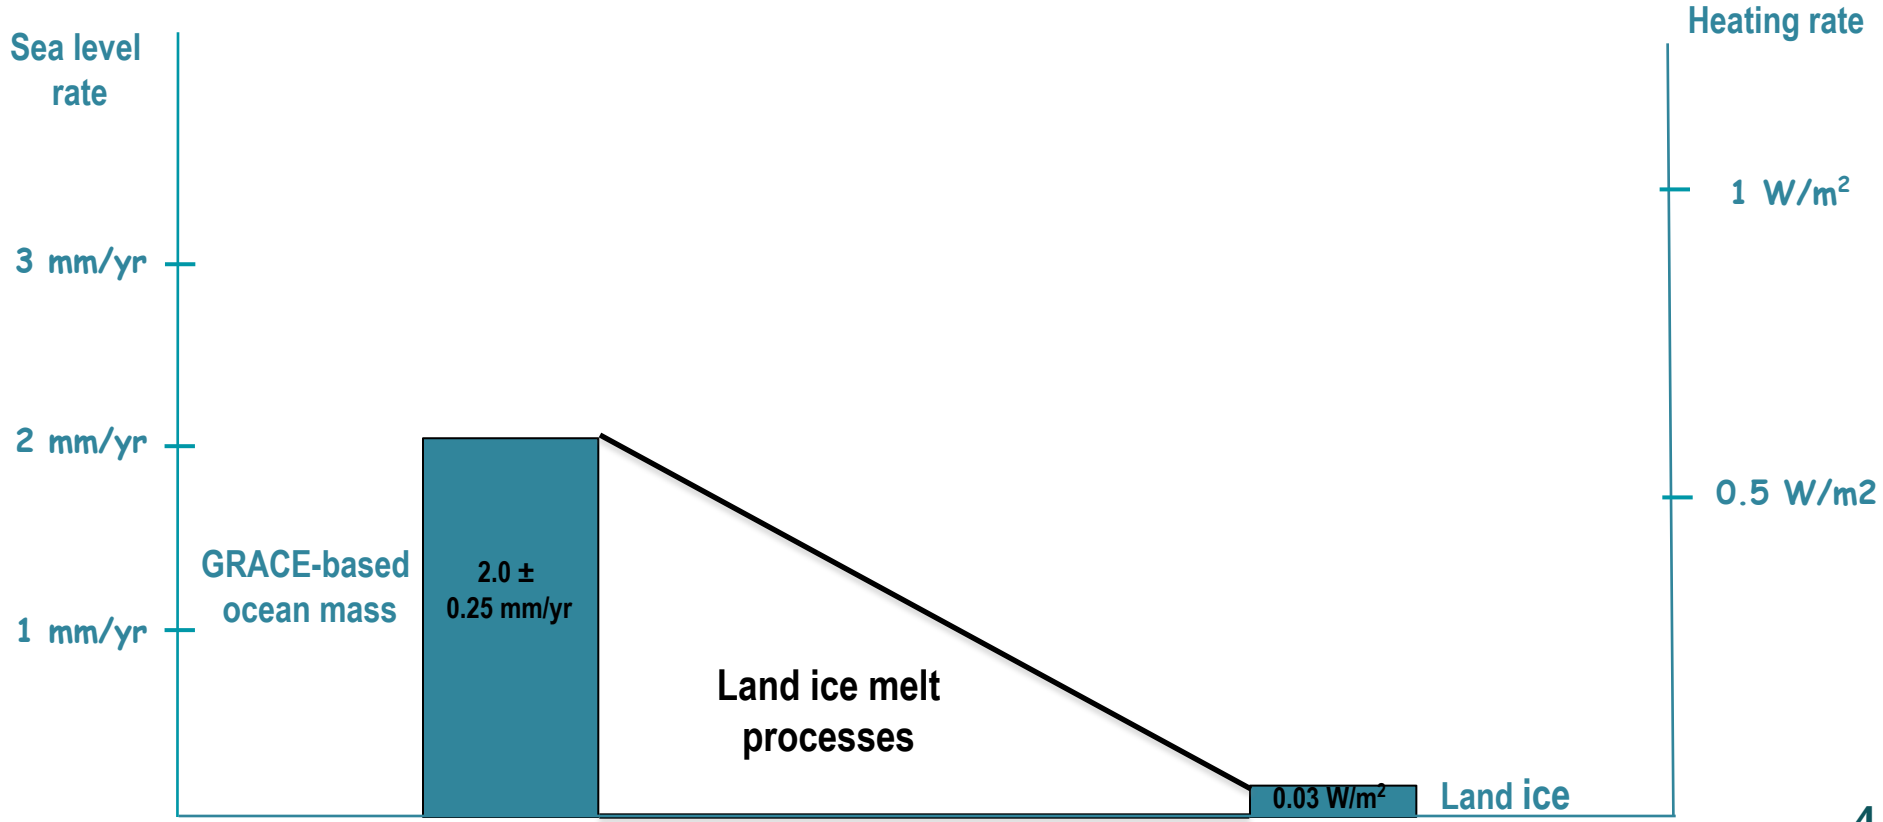 Sea level
rate
Heating rate
1 W/m²
3 mm/yr
2 mm/yr
0.5 W/m2
GRACE-based
ocean mass
2.0 ±
0.25 mm/yr
1 mm/yr
Land ice melt
processes
0.03 W/m²
Land ice
4